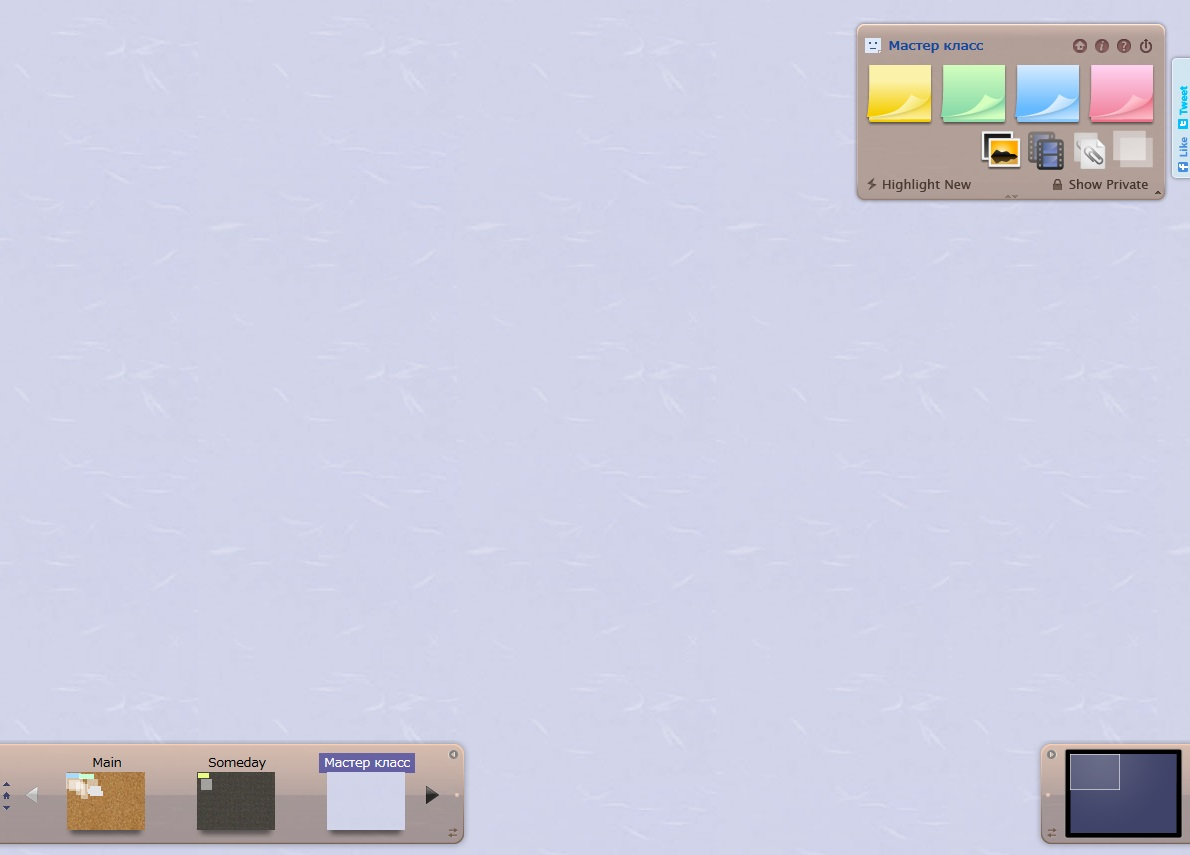 Мастер класс
Tweet
Like
Highlight New
Show Private
Main
Someday
Мастер класс